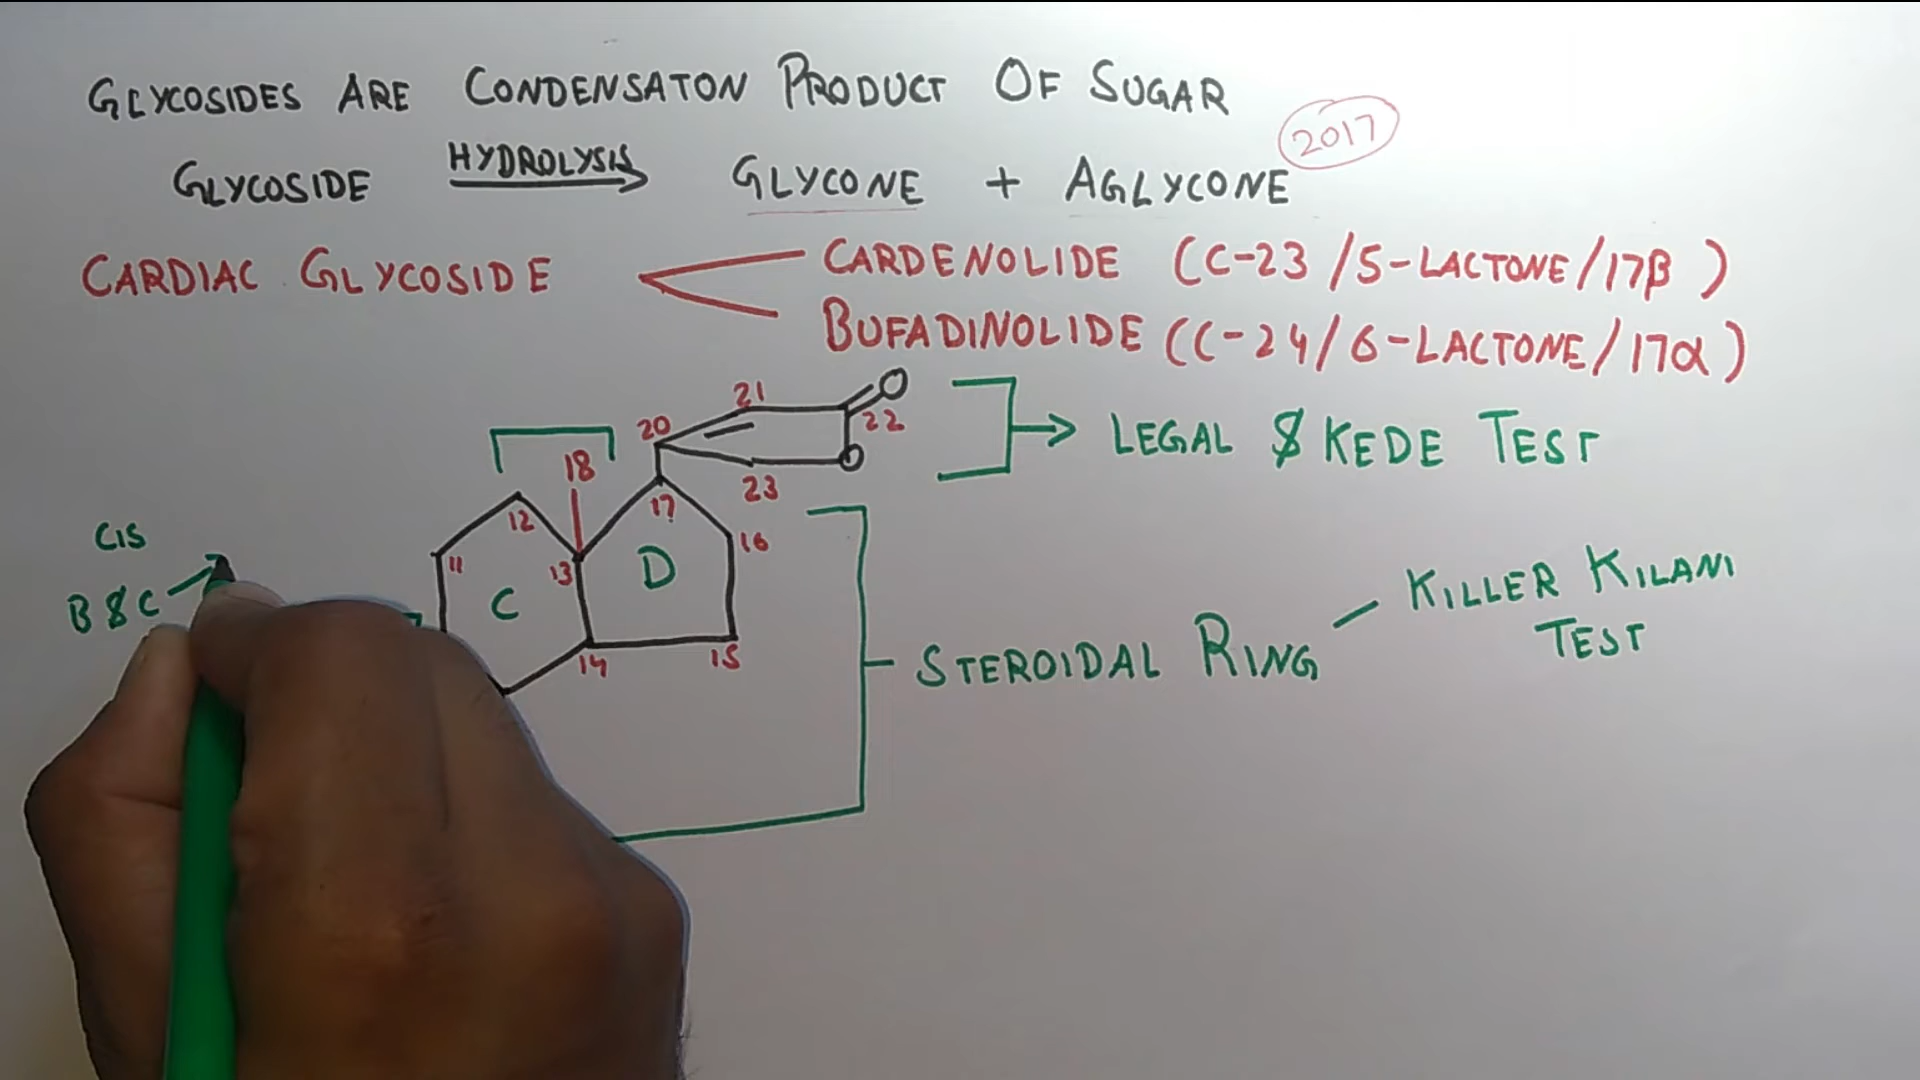 GLYCOSIDES ARE CONDENSATON PRODUCT OF SUGAR
2017
GLYCOSIDE HYDROLYSIS GLYCONE + AGLYCONE
CARDIAC GLYCOSIDE
CARDENOLIDE (C-23/5-LACTONE/17β)
BUFADINOLIDE (C-24/6-LACTONE/17α)
21
O
20
22
LEGAL & KEDE TEST
O
18
23
17
12
16
CIS
11
13
D
C
B & C
14
15
STEROIDAL RING
KILLER KILANI
TEST